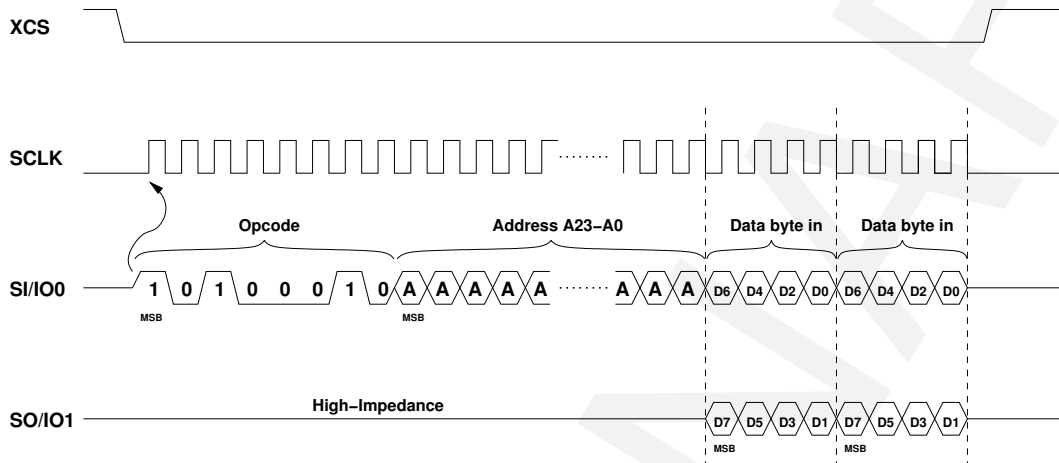 XCS
SCLK
Opcode Address A23–A0 Data byte in Data byte in
SI/IO0 1 0 1 0 0 0 1 0 A A A A A ........ A A A D6 D4 D2 D0 D6 D4 D2 D0
MSB MSB
High–Impedance
SO/IO1 D7 D5 D3 D1 D7 D5 D3 D1
MSB MSB